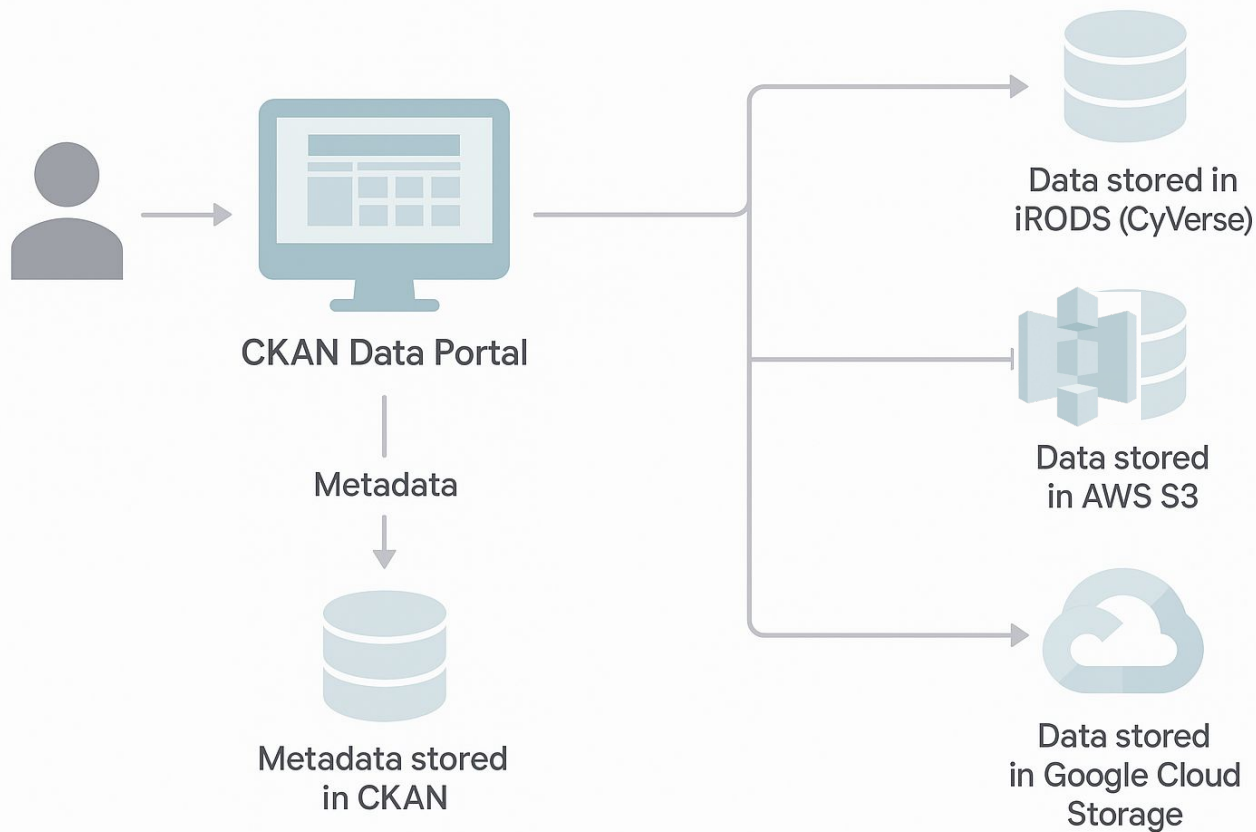 CKAN Data Portal
Metadata
Metadata stored
in CKAN
Data stored in
iRODS (CyVerse)
Data stored
in AWS S3
Data stored
in Google Cloud
Storage